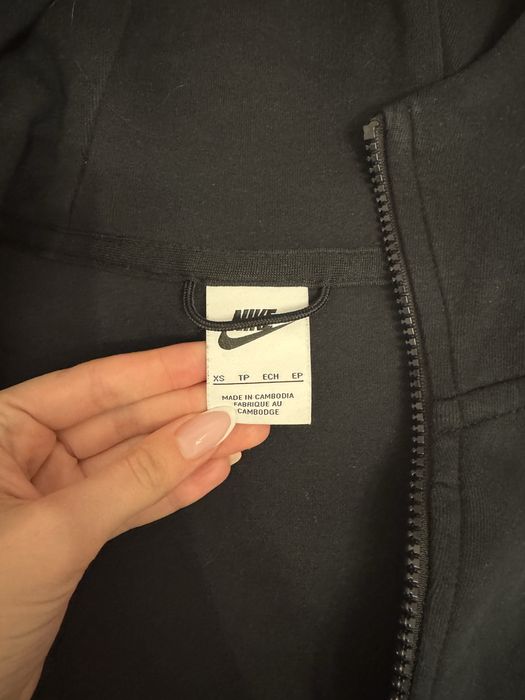 NIKE
XS TP ECH EP
MADE IN CAMBODIA
FABRIQUE AU
CAMBODGE